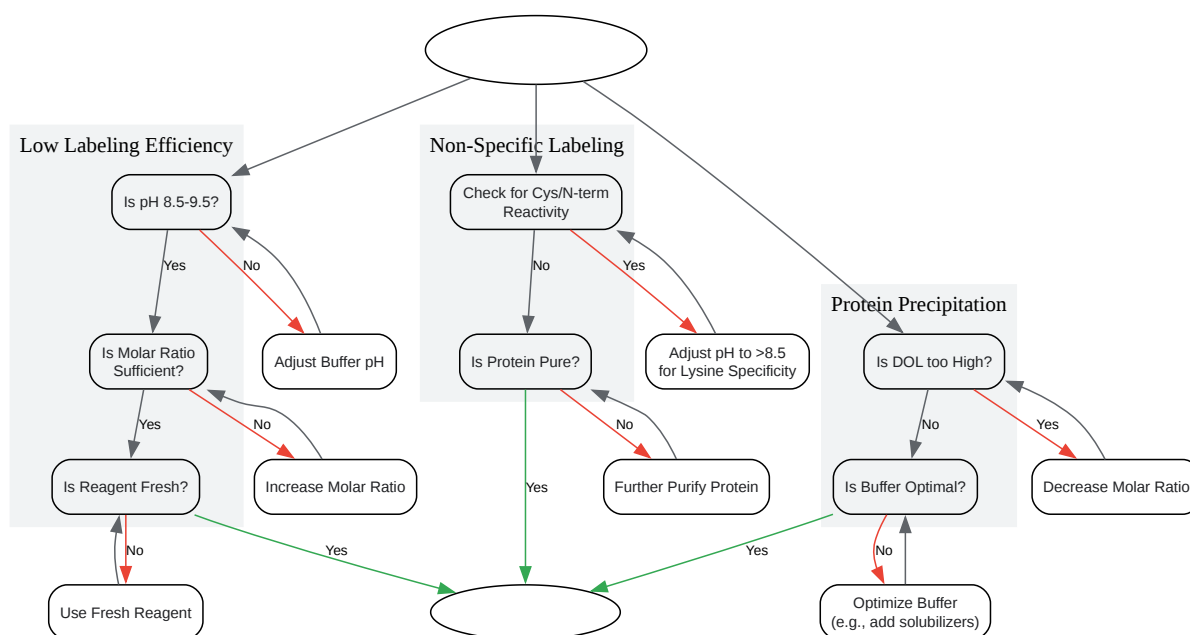 Low Labeling Efficiency
Non-Specific Labeling
Is pH 8.5-9.5?
Check for Cys/N-term
Reactivity
Yes
No
No
Yes
Protein Precipitation
Is Molar Ratio
Sufficient?
Adjust Buffer pH
Is Protein Pure?
Adjust pH to >8.5
for Lysine Specificity
Is DOL too High?
Yes
No
No
No
Yes
Is Reagent Fresh?
Increase Molar Ratio
Yes
Further Purify Protein
Is Buffer Optimal?
Decrease Molar Ratio
No
Yes
Yes
No
Use Fresh Reagent
Optimize Buffer
(e.g., add solubilizers)